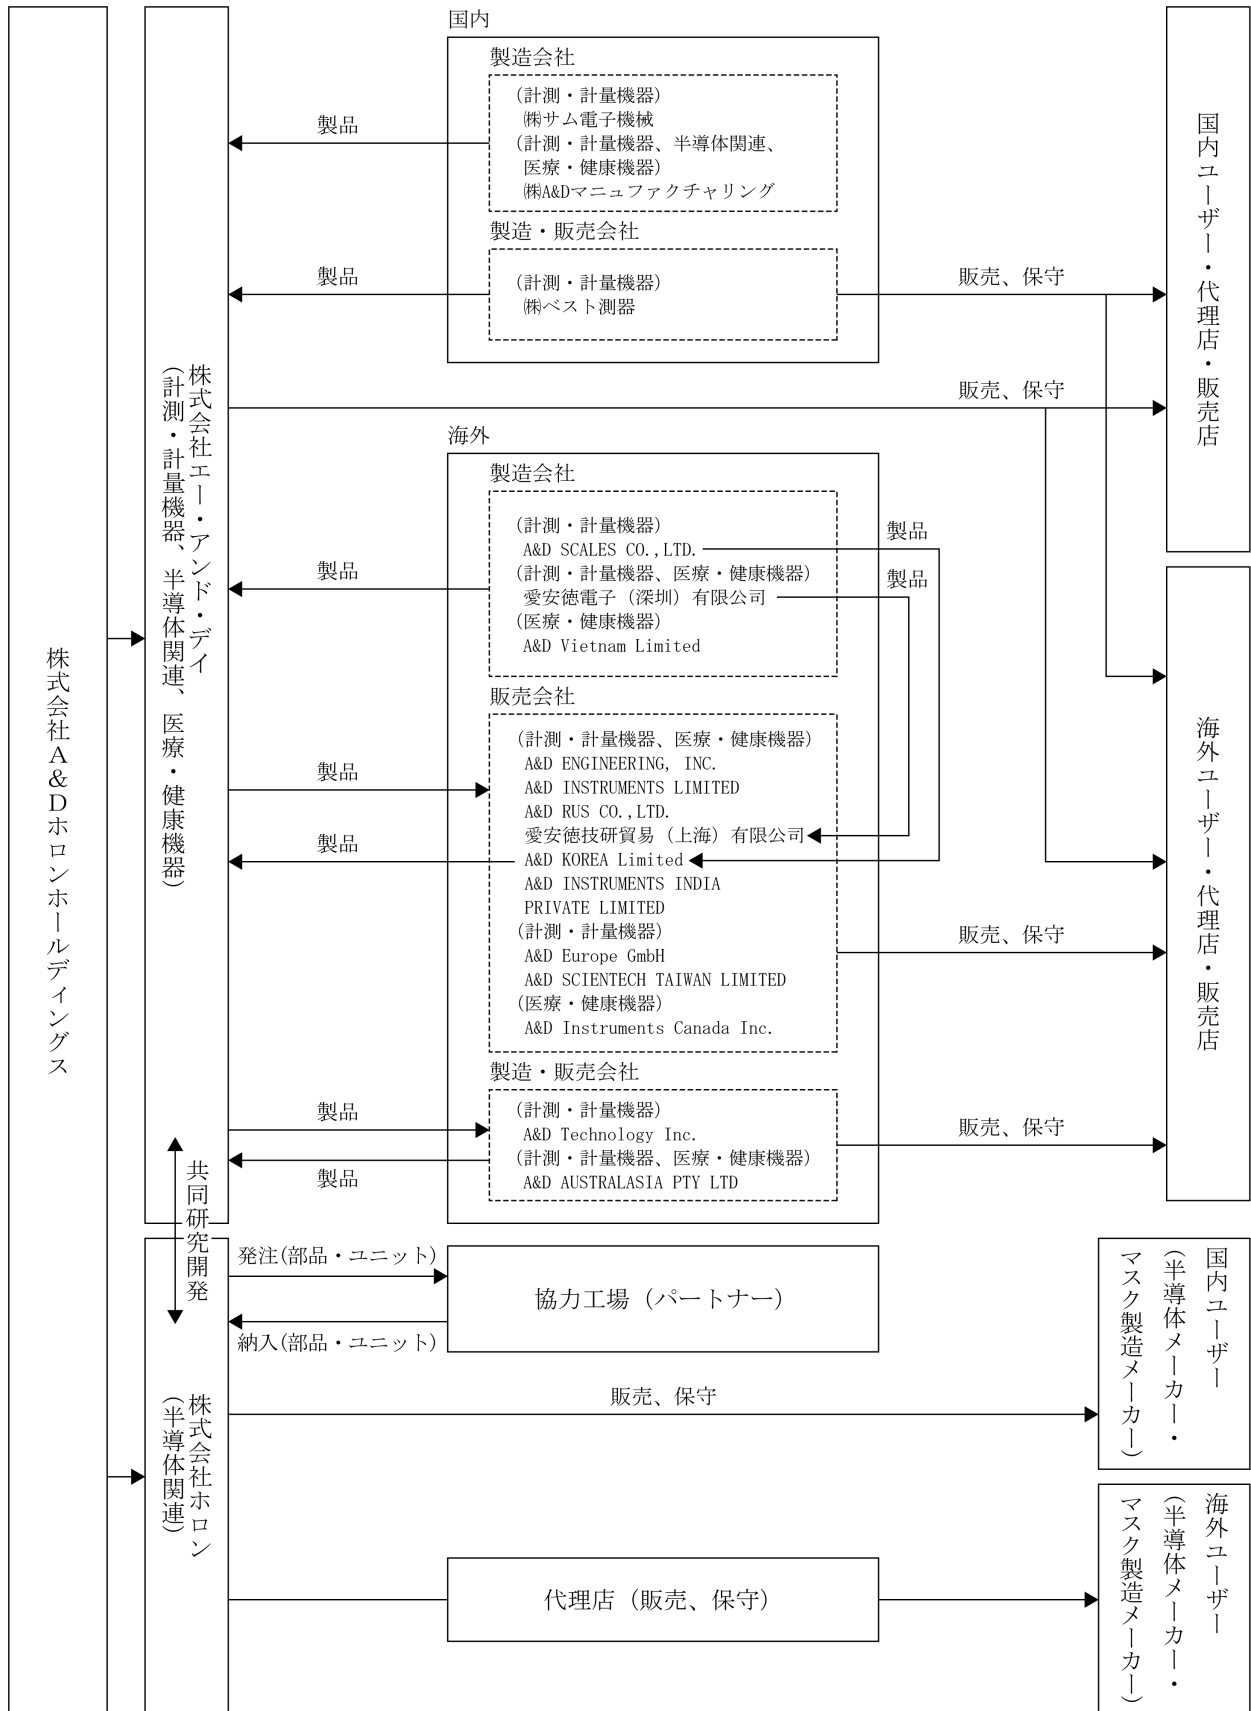 株式会社A&Dホロンホールディングス
株式会社エー・アンド・デイ
(計測・計量機器、半導体関連、医療・健康機器)
国内
製造会社
(計測・計量機器)
㈱サム電子機械
(計測・計量機器、半導体関連、
医療・健康機器)
㈱A&Dマニュファクチャリング
製品
製造・販売会社
(計測・計量機器)
㈱ベスト測器
製品
販売、保守
販売、保守
国内ユーザー・代理店・販売店
海外
製造会社
(計測・計量機器)
A&D SCALES CO.,LTD.
(計測・計量機器、医療・健康機器)
愛安徳電子（深圳）有限公司
(医療・健康機器)
A&D Vietnam Limited
製品
製品
製品
販売会社
(計測・計量機器、医療・健康機器)
A&D ENGINEERING, INC.
A&D INSTRUMENTS LIMITED
A&D RUS CO.,LTD.
愛安徳技研貿易（上海）有限公司
A&D KOREA Limited
A&D INSTRUMENTS INDIA
PRIVATE LIMITED
(計測・計量機器)
A&D Europe GmbH
A&D SCIENTECH TAIWAN LIMITED
(医療・健康機器)
A&D Instruments Canada Inc.
製品
製品
販売、保守
製造・販売会社
(計測・計量機器)
A&D Technology Inc.
(計測・計量機器、医療・健康機器)
A&D AUSTRALASIA PTY LTD
製品
製品
販売、保守
海外ユーザー・代理店・販売店
共同研究開発
株式会社ホロン
(半導体関連)
発注(部品・ユニット)
納入(部品・ユニット)
協力工場（パートナー）
販売、保守
国内ユーザー
(半導体メーカー・
マスク製造メーカー)
代理店（販売、保守）
海外ユーザー
(半導体メーカー・
マスク製造メーカー)